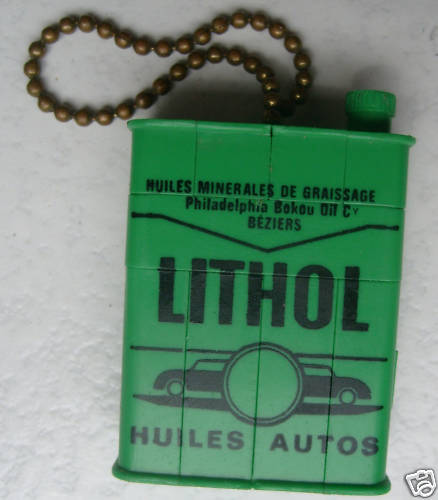 HUILES MINERALES DE GRAISSAGE
Philadelphia Bokou Oil Cy
BÉZIERS
LITHOL
HUILES AUTOS